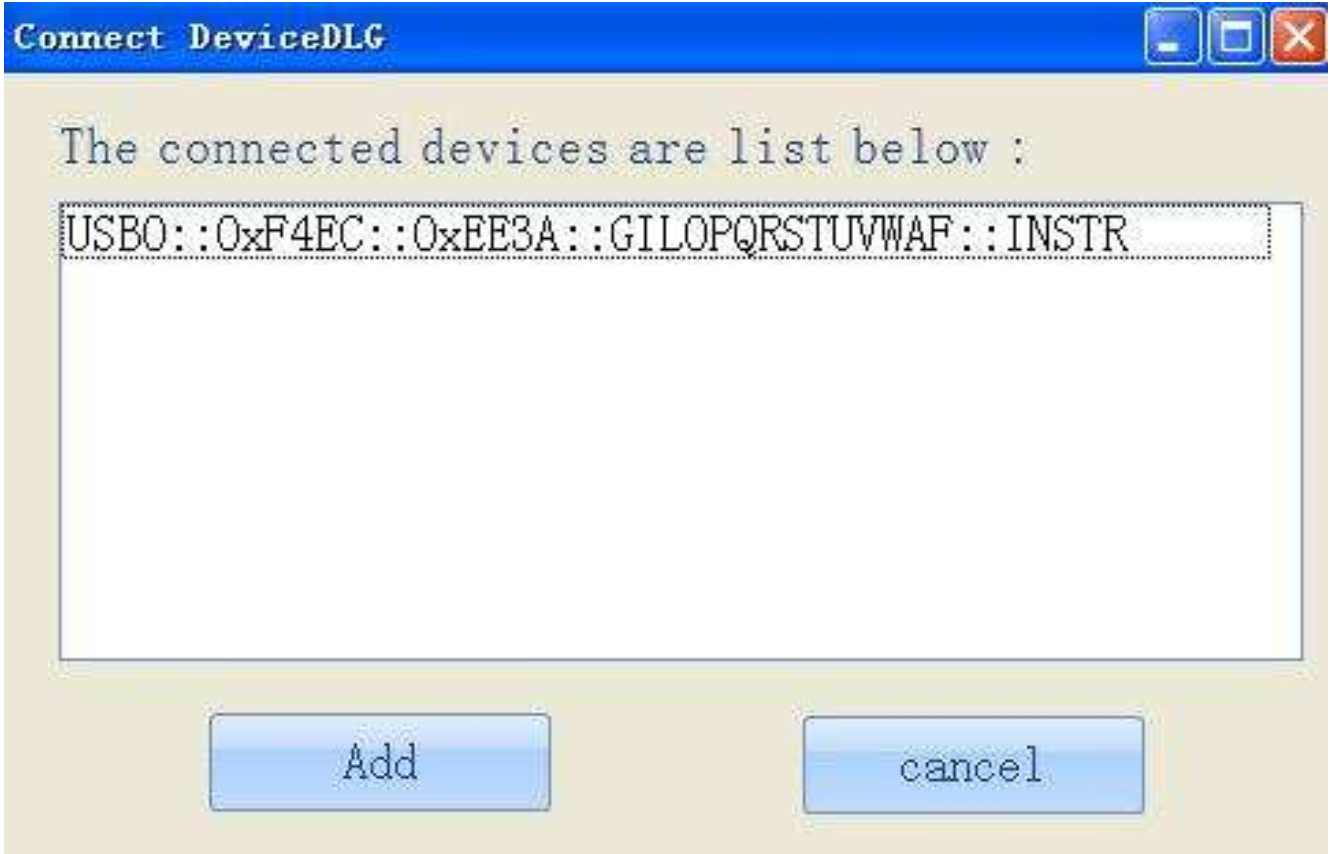 Connect DeviceDLG
The connected devices are list below :
USB0::0xF4EC::0xEE3A::GILOPQRSTUVWAF::INSTR
Add
cancel